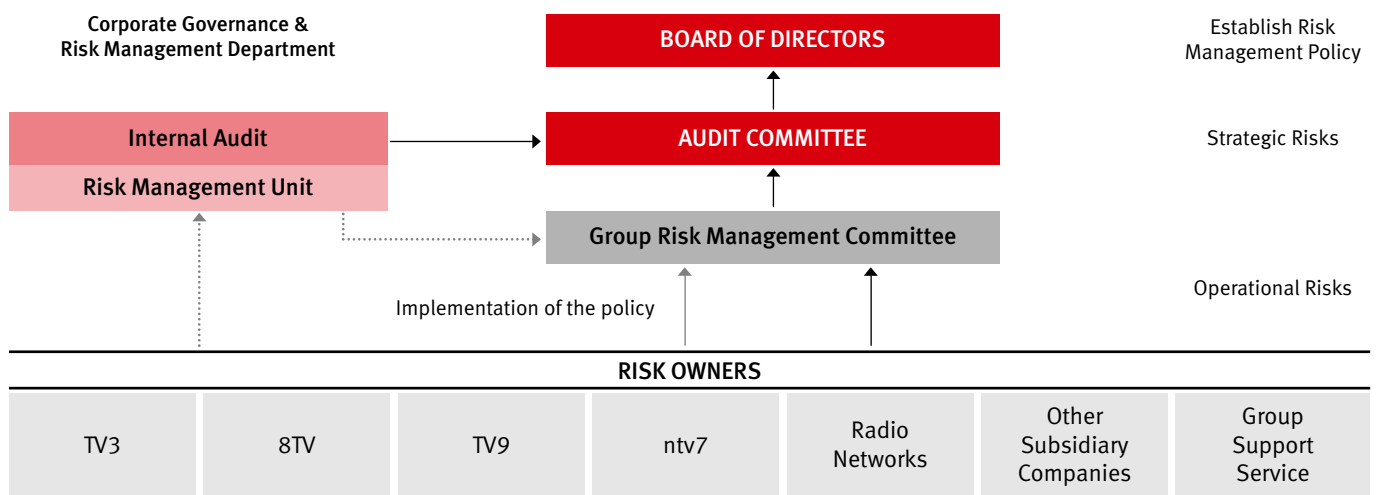 Corporate Governance &
Risk Management Department
BOARD OF DIRECTORS
Establish Risk
Management Policy
Internal Audit
AUDIT COMMITTEE
Strategic Risks
Risk Management Unit
Group Risk Management Committee
Operational Risks
Implementation of the policy
RISK OWNERS
TV3
8TV
TV9
ntv7
Radio
Networks
Other
Subsidiary
Companies
Group
Support
Service